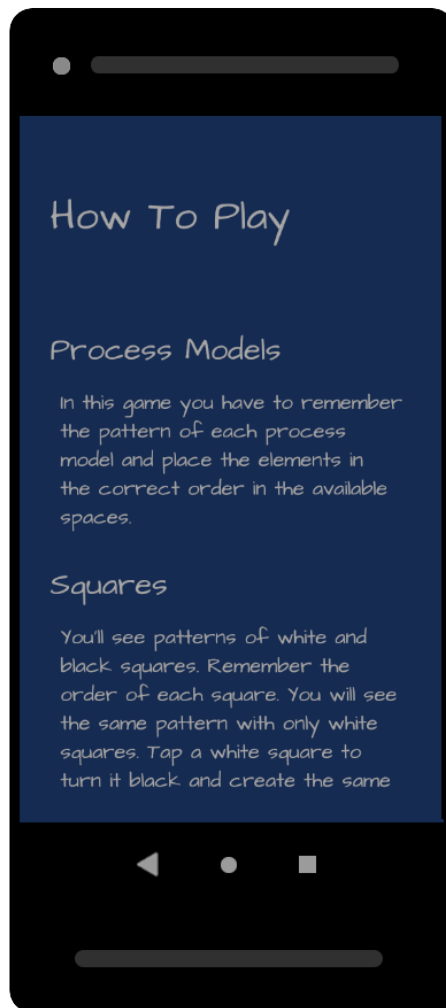 How To Play
Process Models
In this game you have to remember
the pattern of each process
model and place the elements in
the correct order in the available
spaces.
Squares
You'll see patterns of white and
black squares. Remember the
order of each square. You will see
the same pattern with only white
squares. Tap a white square to
turn it black and create the same